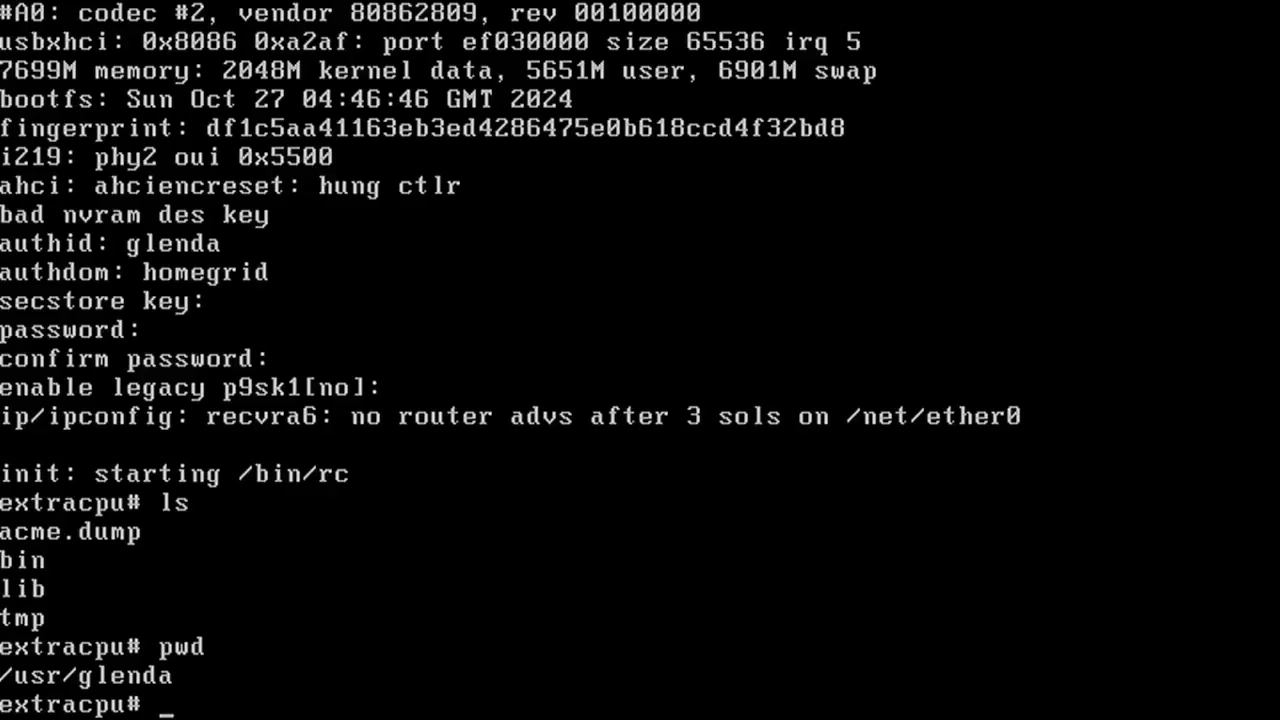 #A0: codec #2, vendor 80862809, rev 00100000
usbxhci: 0x8086 0xa2af: port ef030000 size 65536 irq 5
7699M memory: 2048M kernel data, 5651M user, 6901M swap
bootfs: Sun Oct 27 04:46:46 GMT 2024
fingerprint: df1c5aa41163eb3ed4286475e0b618ccd4f32bd8
i219: phy2 oui 0x5500
ahci: ahciencreset: hung ctlr
bad nvram des key
authid: glenda
authdom: homegrid
secstore key:
password:
confirm password:
enable legacy p9sk1[no]:
ip/ipconfig: recvra6: no router advs after 3 sols on /net/ether0
init: starting /bin/rc
extracpu# ls
acme.dump
bin
lib
tmp
extracpu# pwd
/usr/glenda
extracpu# _